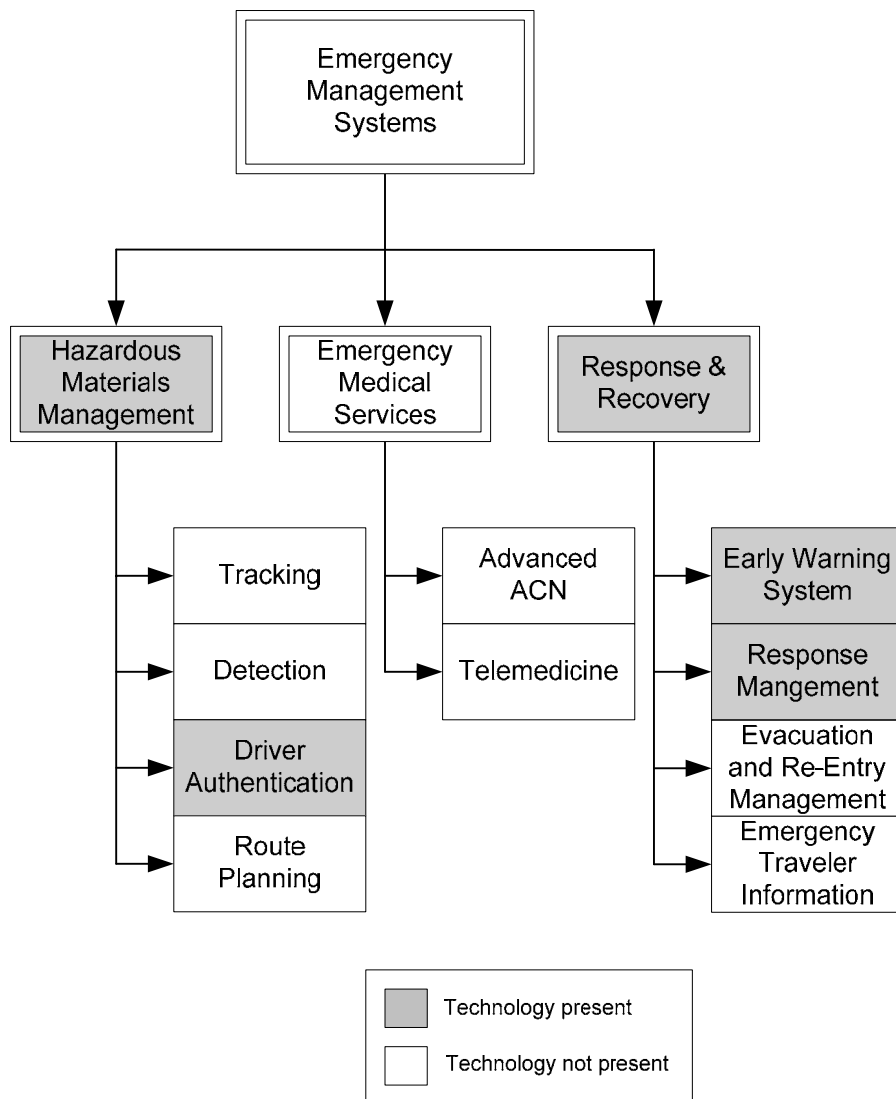 Emergency
Management
Systems
Hazardous
Materials
Management
Emergency
Medical
Services
Response &
Recovery
Tracking
Detection
Driver
Authentication
Route
Planning
Advanced
ACN
Telemedicine
Early Warning
System
Response
Mangement
Evacuation
and Re-Entry
Management
Emergency
Traveler
Information
Technology present
Technology not present